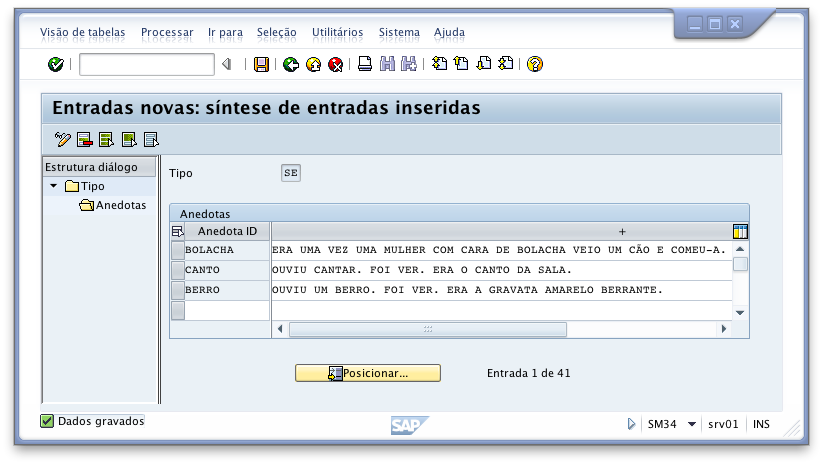 Visão de tabelas Processar Ir para Seleção Utilitários Sistema Ajuda
Entradas novas: síntese de entradas inseridas
Estrutura diálogo
Tipo
Anedotas
Tipo SE
Anedotas
Anedota ID +
BOLACHA ERA UMA VEZ UMA MULHER COM CARA DE BOLACHA VEIO UM CÃO E COMEU-A.
CANTO OUVIU CANTAR. FOI VER. ERA O CANTO DA SALA.
BERRO OUVIU UM BERRO. FOI VER. ERA A GRAVATA AMARELO BERRANTE.
Posicionar... Entrada 1 de 41
Dados gravados SAP SM34 srv01 INS